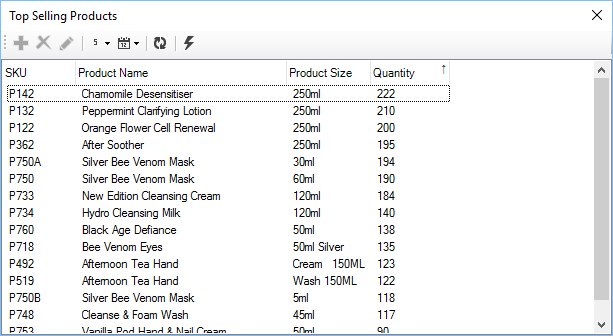 Top Selling Products
5 12
SKU Product Name Product Size Quantity
P142 Chamomile Desensitiser 250ml 222
P132 Peppermint Clarifying Lotion 250ml 210
P122 Orange Flower Cell Renewal 250ml 200
P362 After Soother 250ml 195
P750A Silver Bee Venom Mask 30ml 194
P750 Silver Bee Venom Mask 60ml 190
P733 New Edition Cleansing Cream 120ml 184
P734 Hydro Cleansing Milk 120ml 140
P760 Black Age Defiance 50ml 138
P718 Bee Venom Eyes 50ml Silver 135
P492 Afternoon Tea Hand Cream 150ML 123
P519 Afternoon Tea Hand Wash 150ML 122
P750B Silver Bee Venom Mask 5ml 118
P748 Cleanse & Foam Wash 45ml 117
P753 Vanilla Pod Hand & Nail Cream 50ml 90